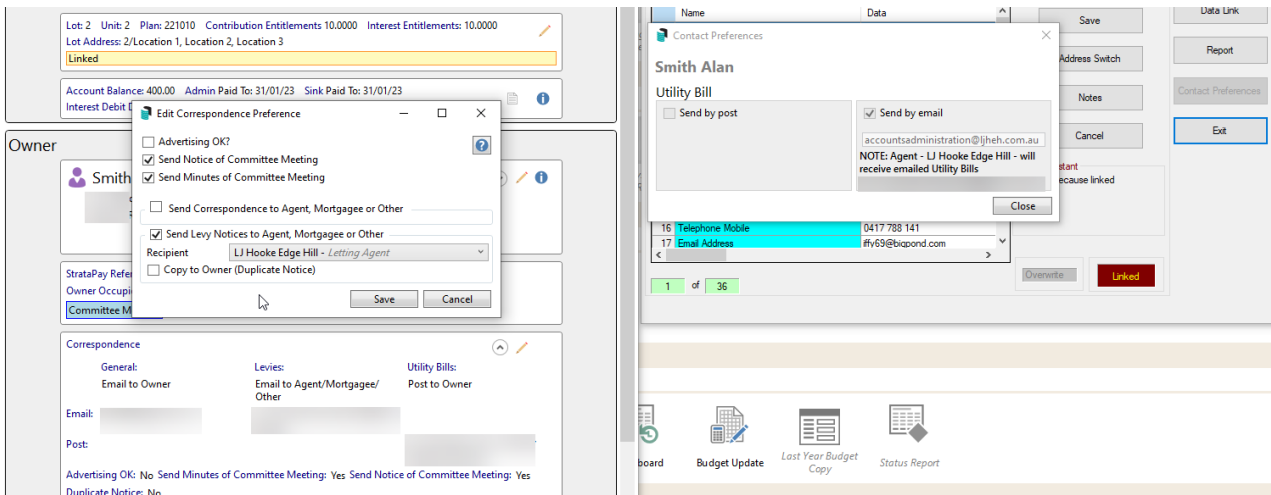 Lot: 2 Unit: 2 Plan: 221010 Contribution Entitlements 10.0000 Interest Entitlements: 10.0000
Lot Address: 2/Location 1, Location 2, Location 3
Linked
Account Balance: 400.00 Admin Paid To: 31/01/23 Sink Paid To: 31/01/23
Interest Debit
Edit Correspondence Preference
Advertising OK?
Send Notice of Committee Meeting
Send Minutes of Committee Meeting
Send Correspondence to Agent, Mortgagee or Other
Send Levy Notices to Agent, Mortgagee or Other
Recipient LJ Hooke Edge Hill - Letting Agent
Copy to Owner (Duplicate Notice)
Save Cancel
Owner
Smith
StrataPay Refer
Owner Occupi
Committee M
Correspondence
General: Levies: Utility Bills:
Email to Owner Email to Agent/Mortgagee/ Post to Owner
Other
Email:
Post:
Advertising OK: No Send Minutes of Committee Meeting: Yes Send Notice of Committee Meeting: Yes
Duplicate Notice: No
Name Data
Contact Preferences
Smith Alan
Utility Bill
Send by post
Send by email
accountsadministration@ljheh.com.au
NOTE: Agent - LJ Hooke Edge Hill - will
receive emailed Utility Bills
Close
16 Telephone Mobile 0417 788 141
17 Email Address iffy69@bigpond.com
1 of 36
Save
Address Switch
Notes
Cancel
Data Link
Report
Contact Preferences
Exit
stant
ecause linked
Overwrite Linked
board
Budget Update
Last Year Budget
Copy
Status Report